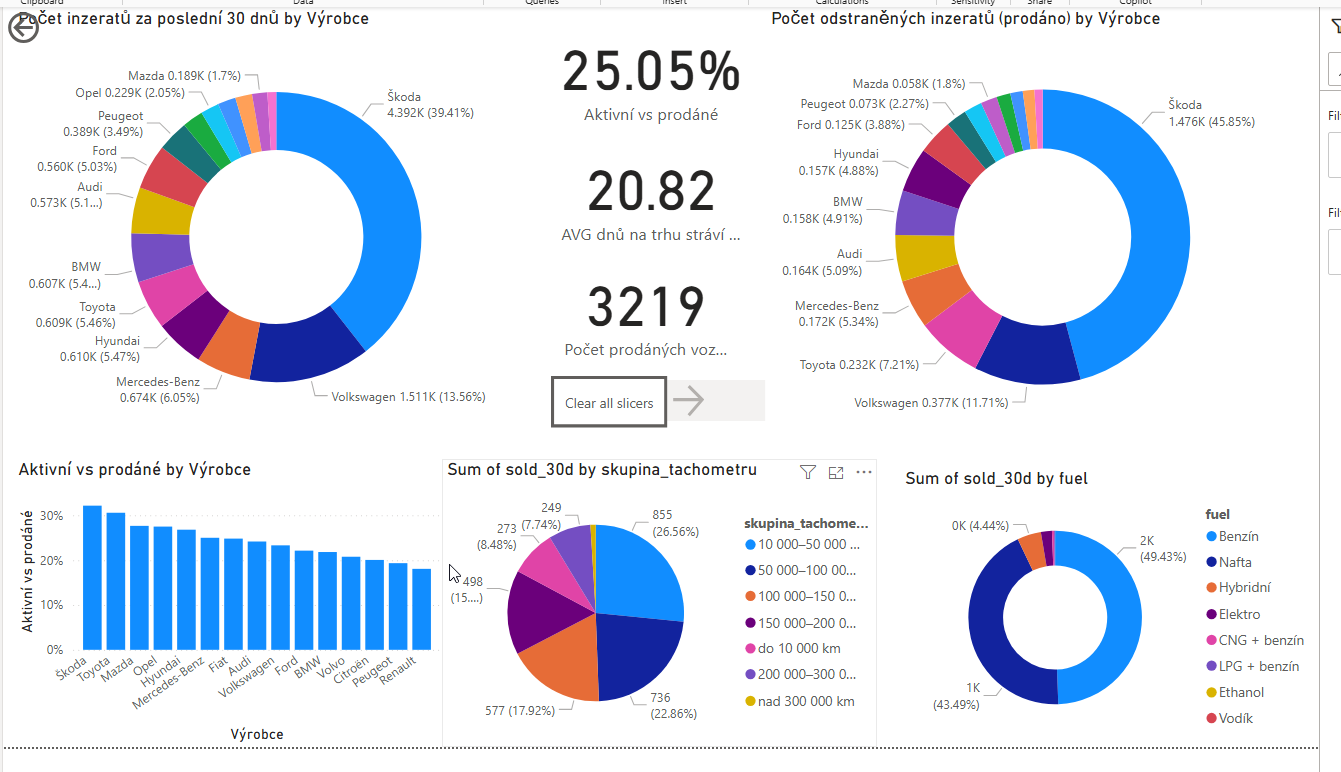 Clipboard
Data
Queries
Insert
Calculations
Sensitivity
Share
Copilot
Počet inzeratů za poslední 30 dnů by Výrobce
Mazda 0.189K (1.7%)
Opel 0.229K (2.05%)
Peugeot
0.389K (3.49%)
Ford
0.560K (5.03%)
Audi
0.573K (5.1...)
BMW
0.607K (5.4...)
Toyota
0.609K (5.46%)
Hyundai
0.610K (5.47%)
Mercedes-Benz
0.674K (6.05%)
Volkswagen 1.511K (13.56%)
Škoda
4.392K (39.41%)
25.05%
Aktivní vs prodáné
20.82
AVG dnů na trhu stráví ...
3219
Počet prodáných voz...
Clear all slicers
Počet odstraněných inzeratů (prodáno) by Výrobce
Mazda 0.058K (1.8%)
Peugeot 0.073K (2.27%)
Ford 0.125K (3.88%)
Hyundai
0.157K (4.88%)
BMW
0.158K (4.91%)
Audi
0.164K (5.09%)
Mercedes-Benz
0.172K (5.34%)
Toyota 0.232K (7.21%)
Volkswagen 0.377K (11.71%)
Škoda
1.476K (45.85%)
Aktivní vs prodáné by Výrobce
Aktivní vs prodáné
30%
20%
10%
0%
Škoda
Toyota
Mazda
Opel
Hyundai
Mercedes-Benz
Fiat
Audi
Volkswagen
Ford
BMW
Volvo
Citroën
Peugeot
Renault
Výrobce
Sum of sold_30d by skupina_tachometru
249
(7.74%)
273
(8.48%)
498
(15....)
577 (17.92%)
736
(22.86%)
855
(26.56%)
skupina_tachome...
10 000–50 000 ...
50 000–100 00...
100 000–150 0...
150 000–200 0...
do 10 000 km
200 000–300 0...
nad 300 000 km
Sum of sold_30d by fuel
0K (4.44%)
2K
(49.43%)
1K
(43.49%)
fuel
Benzín
Nafta
Hybridní
Elektro
CNG + benzín
LPG + benzín
Ethanol
Vodík